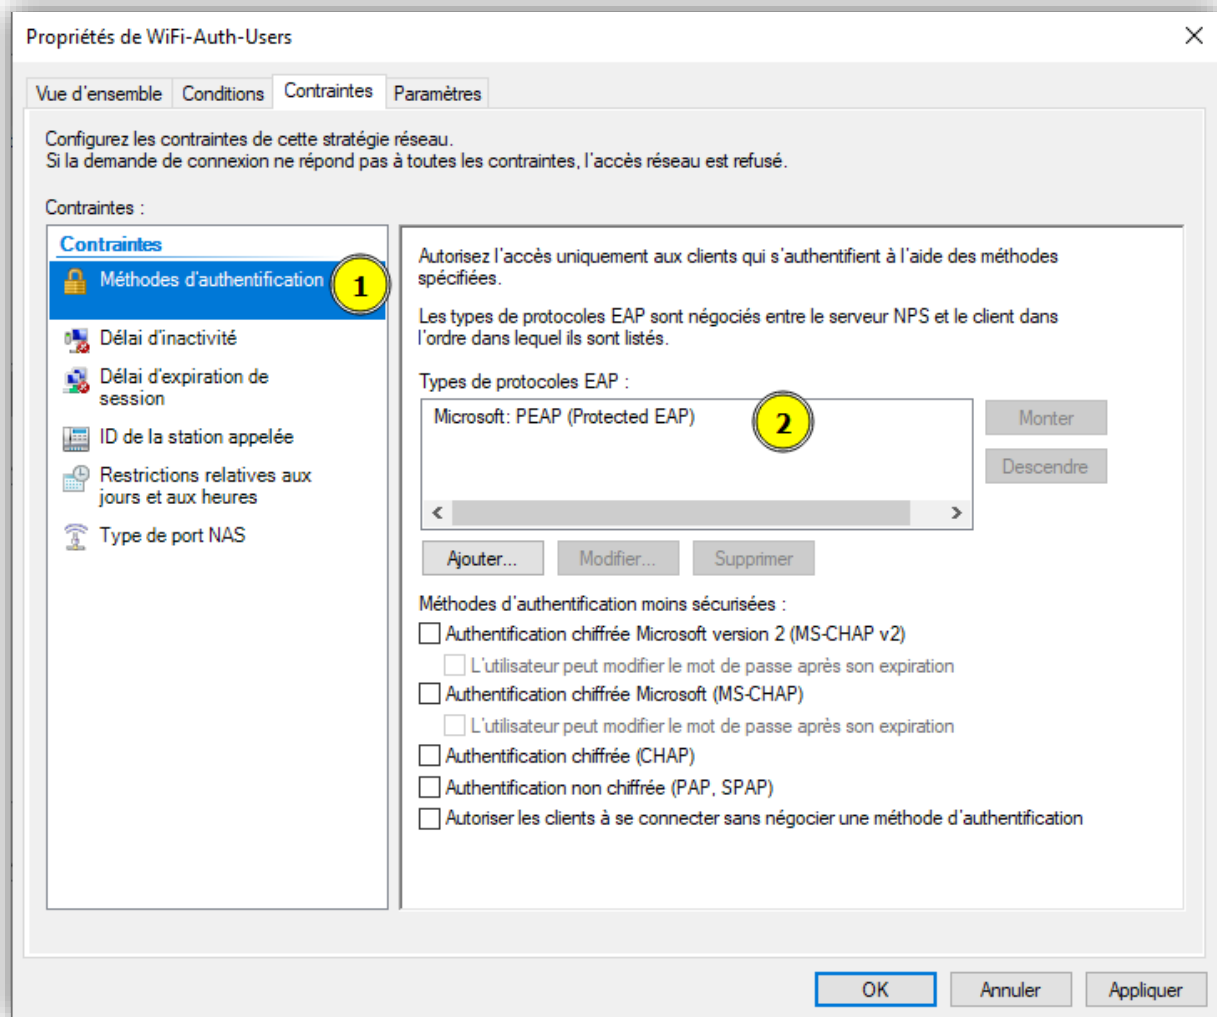 Propriétés de WiFi-Auth-Users
Vue d'ensemble
Conditions
Contraintes
Paramètres
Configurez les contraintes de cette stratégie réseau.
Si la demande de connexion ne répond pas à toutes les contraintes, l'accès réseau est refusé.
Contraintes :
Contraintes
Méthodes d'authentification
1
Délai d'inactivité
Délai d'expiration de
session
ID de la station appelée
Restrictions relatives aux
jours et aux heures
Type de port NAS
Autorisez l'accès uniquement aux clients qui s'authentifient à l'aide des méthodes
spécifiées.
Les types de protocoles EAP sont négociés entre le serveur NPS et le client dans
l'ordre dans lequel ils sont listés.
Types de protocoles EAP :
Microsoft: PEAP (Protected EAP)
2
Monter
Descendre
Ajouter...
Modifier...
Supprimer
Méthodes d'authentification moins sécurisées :
Authentification chiffrée Microsoft version 2 (MS-CHAP v2)
L'utilisateur peut modifier le mot de passe après son expiration
Authentification chiffrée Microsoft (MS-CHAP)
L'utilisateur peut modifier le mot de passe après son expiration
Authentification chiffrée (CHAP)
Authentification non chiffrée (PAP, SPAP)
Autoriser les clients à se connecter sans négocier une méthode d'authentification
OK
Annuler
Appliquer